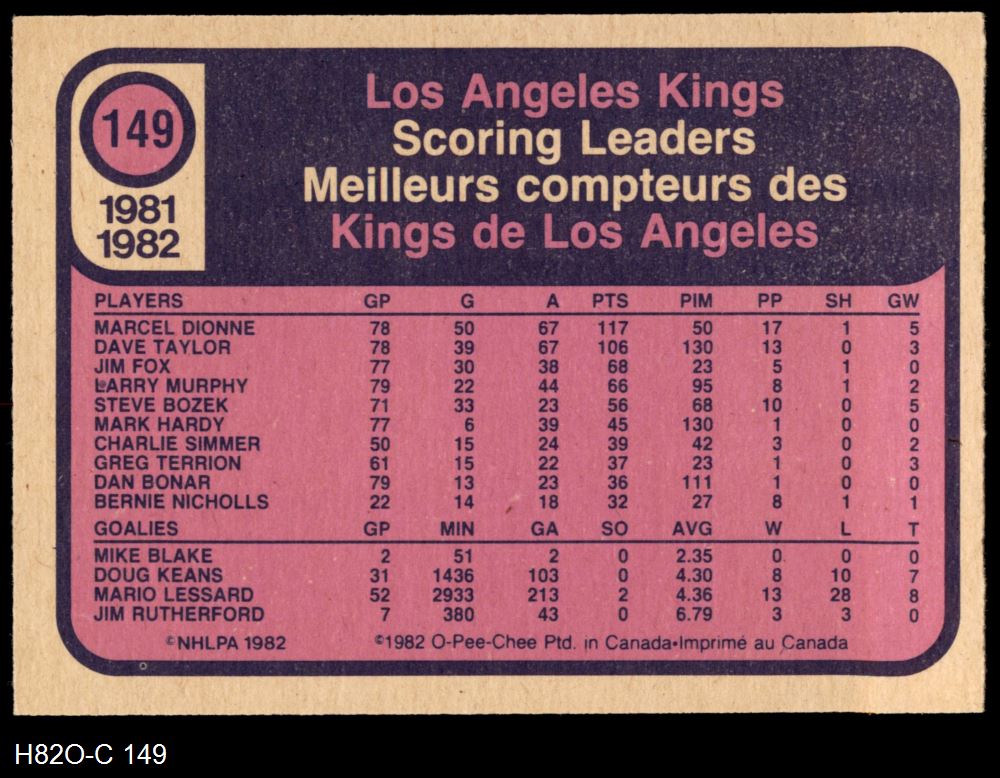 149
1981
1982
Los Angeles Kings
Scoring Leaders
Meilleurs compteurs des
Kings de Los Angeles
PLAYERS GP G A PTS PIM PP SH GW
MARCEL DIONNE 78 50 67 117 50 17 1 5
DAVE TAYLOR 78 39 67 106 130 13 0 3
JIM FOX 77 30 38 68 23 5 1 0
LARRY MURPHY 79 22 44 66 95 8 1 2
STEVE BOZEK 71 33 23 56 68 10 0 5
MARK HARDY 77 6 39 45 130 1 0 0
CHARLIE SIMMER 50 15 24 39 42 3 0 2
GREG TERRION 61 15 22 37 23 1 0 3
DAN BONAR 79 13 23 36 111 1 0 0
BERNIE NICHOLLS 22 14 18 32 27 8 1 1
GOALIES GP MIN GA SO AVG W L T
MIKE BLAKE 2 51 2 0 2.35 0 0 0
DOUG KEANS 31 1436 103 0 4.30 8 10 7
MARIO LESSARD 52 2933 213 2 4.36 13 28 8
JIM RUTHERFORD 7 380 43 0 6.79 3 3 0
©NHLPA 1982 ©1982 O-Pee-Chee Ptd. in Canada•Imprimé au Canada
H82O-C 149